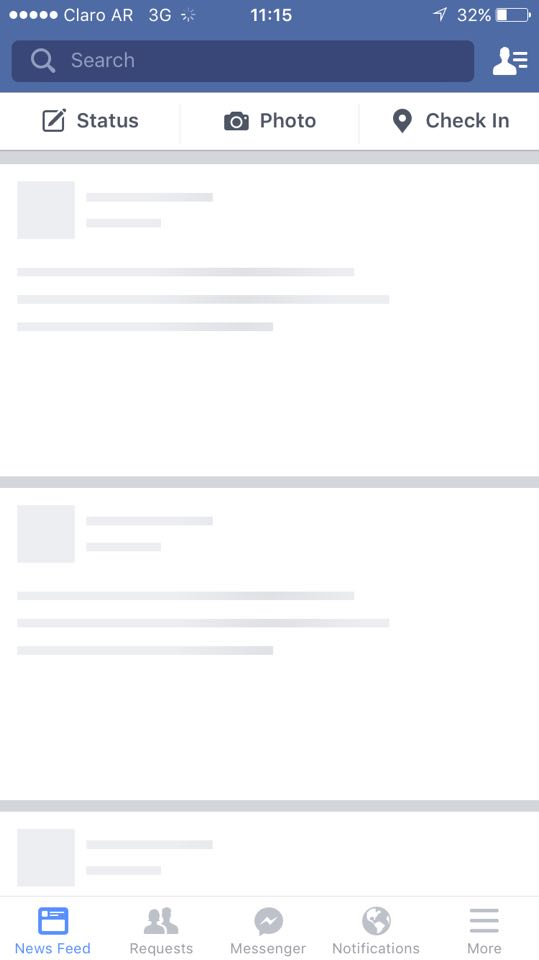 Claro AR 3G 11:15 32%
Search
Status Photo Check In
News Feed Requests Messenger Notifications More